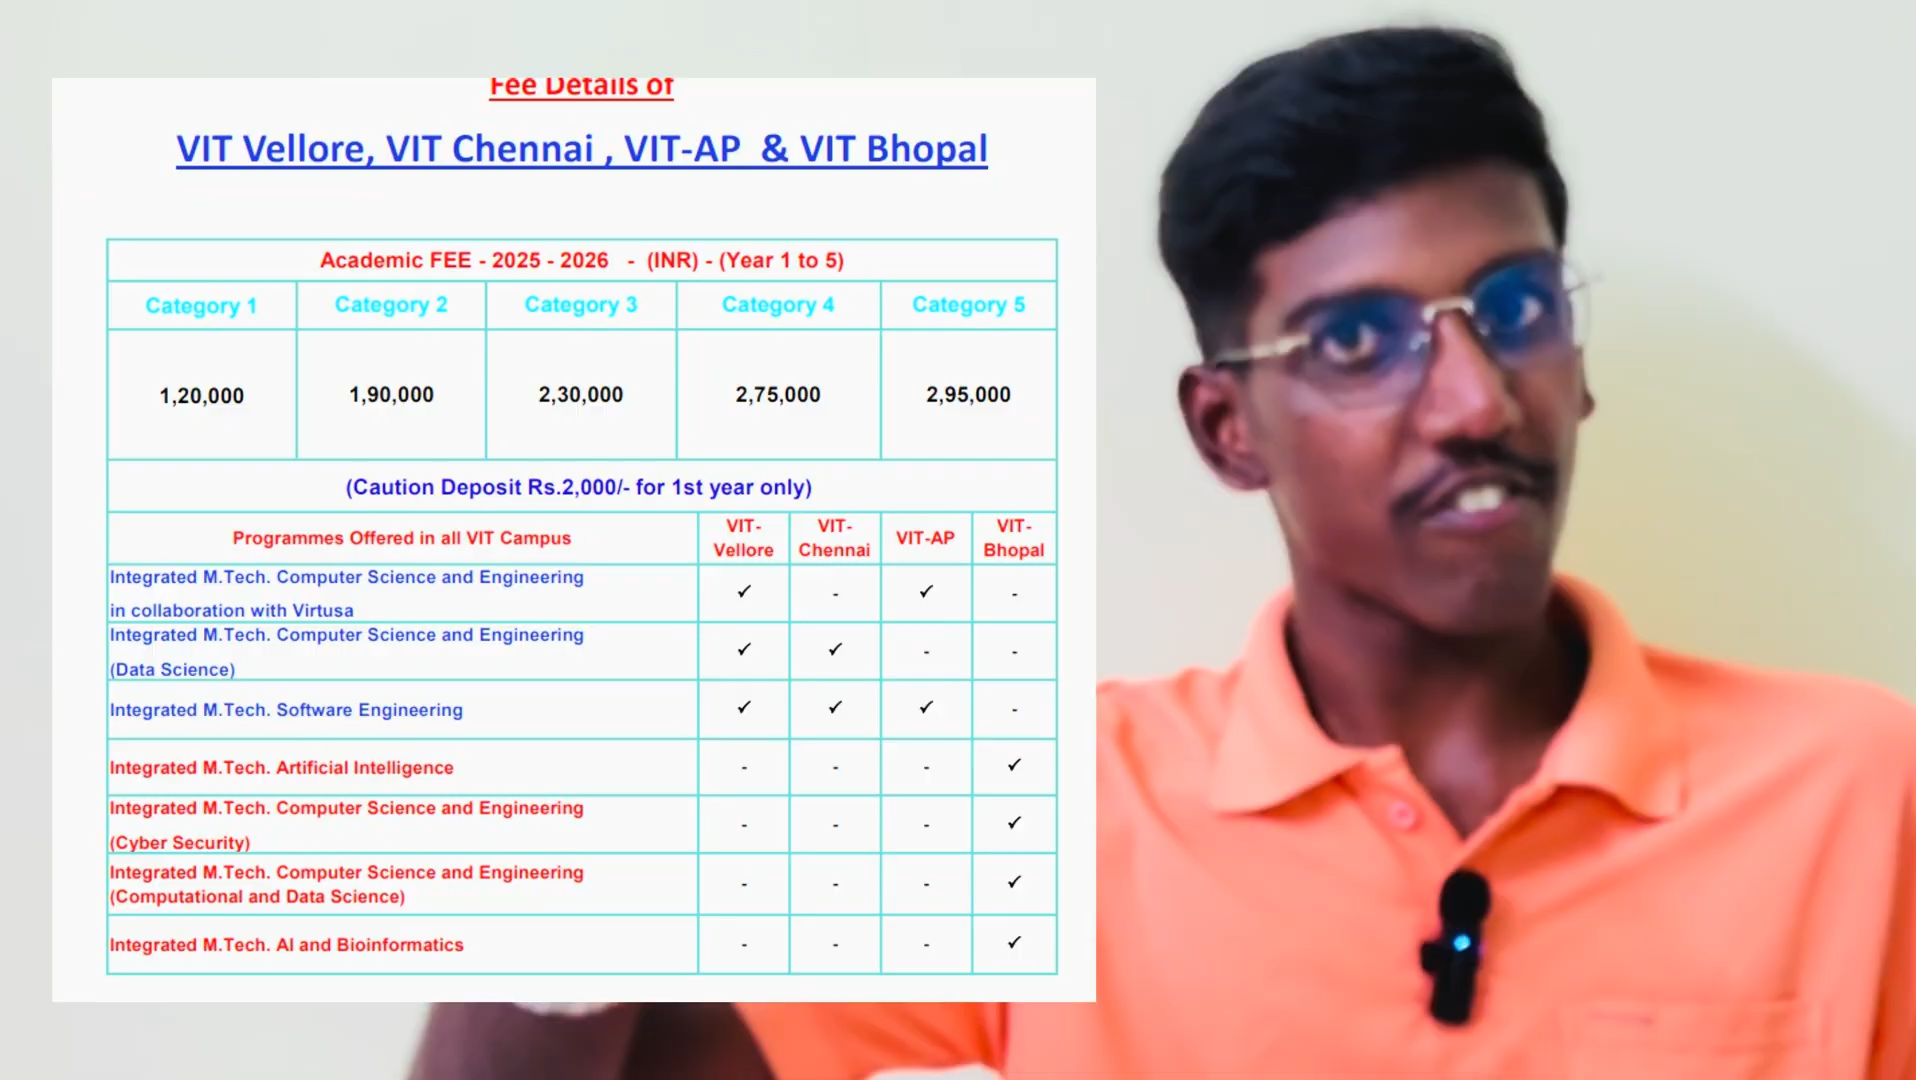 Fee Details of
VIT Vellore, VIT Chennai , VIT-AP & VIT Bhopal
Academic FEE - 2025 - 2026 - (INR) - (Year 1 to 5)
Category 1 Category 2 Category 3 Category 4 Category 5
1,20,000 1,90,000 2,30,000 2,75,000 2,95,000
(Caution Deposit Rs.2,000/- for 1st year only)
Programmes Offered in all VIT Campus VIT-Vellore VIT-Chennai VIT-AP VIT-Bhopal
Integrated M.Tech. Computer Science and Engineering
in collaboration with Virtusa ✓ - ✓ -
Integrated M.Tech. Computer Science and Engineering
(Data Science) ✓ ✓ - -
Integrated M.Tech. Software Engineering ✓ ✓ ✓ -
Integrated M.Tech. Artificial Intelligence - - - ✓
Integrated M.Tech. Computer Science and Engineering
(Cyber Security) - - - ✓
Integrated M.Tech. Computer Science and Engineering
(Computational and Data Science) - - - ✓
Integrated M.Tech. AI and Bioinformatics - - - ✓